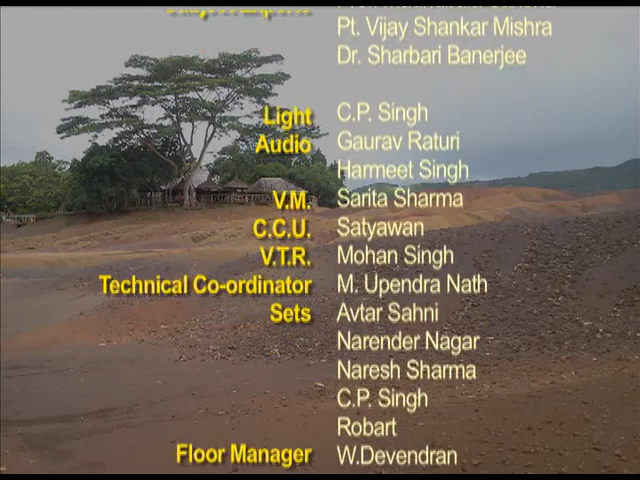 Pt. Vijay Shankar Mishra
Dr. Sharbari Banerjee
Light C.P. Singh
Audio Gaurav Raturi
Harmeet Singh
V.M. Sarita Sharma
C.C.U. Satyawan
V.T.R. Mohan Singh
Technical Co-ordinator M. Upendra Nath
Sets Avtar Sahni
Narender Nagar
Naresh Sharma
C.P. Singh
Robart
Floor Manager W.Devendran